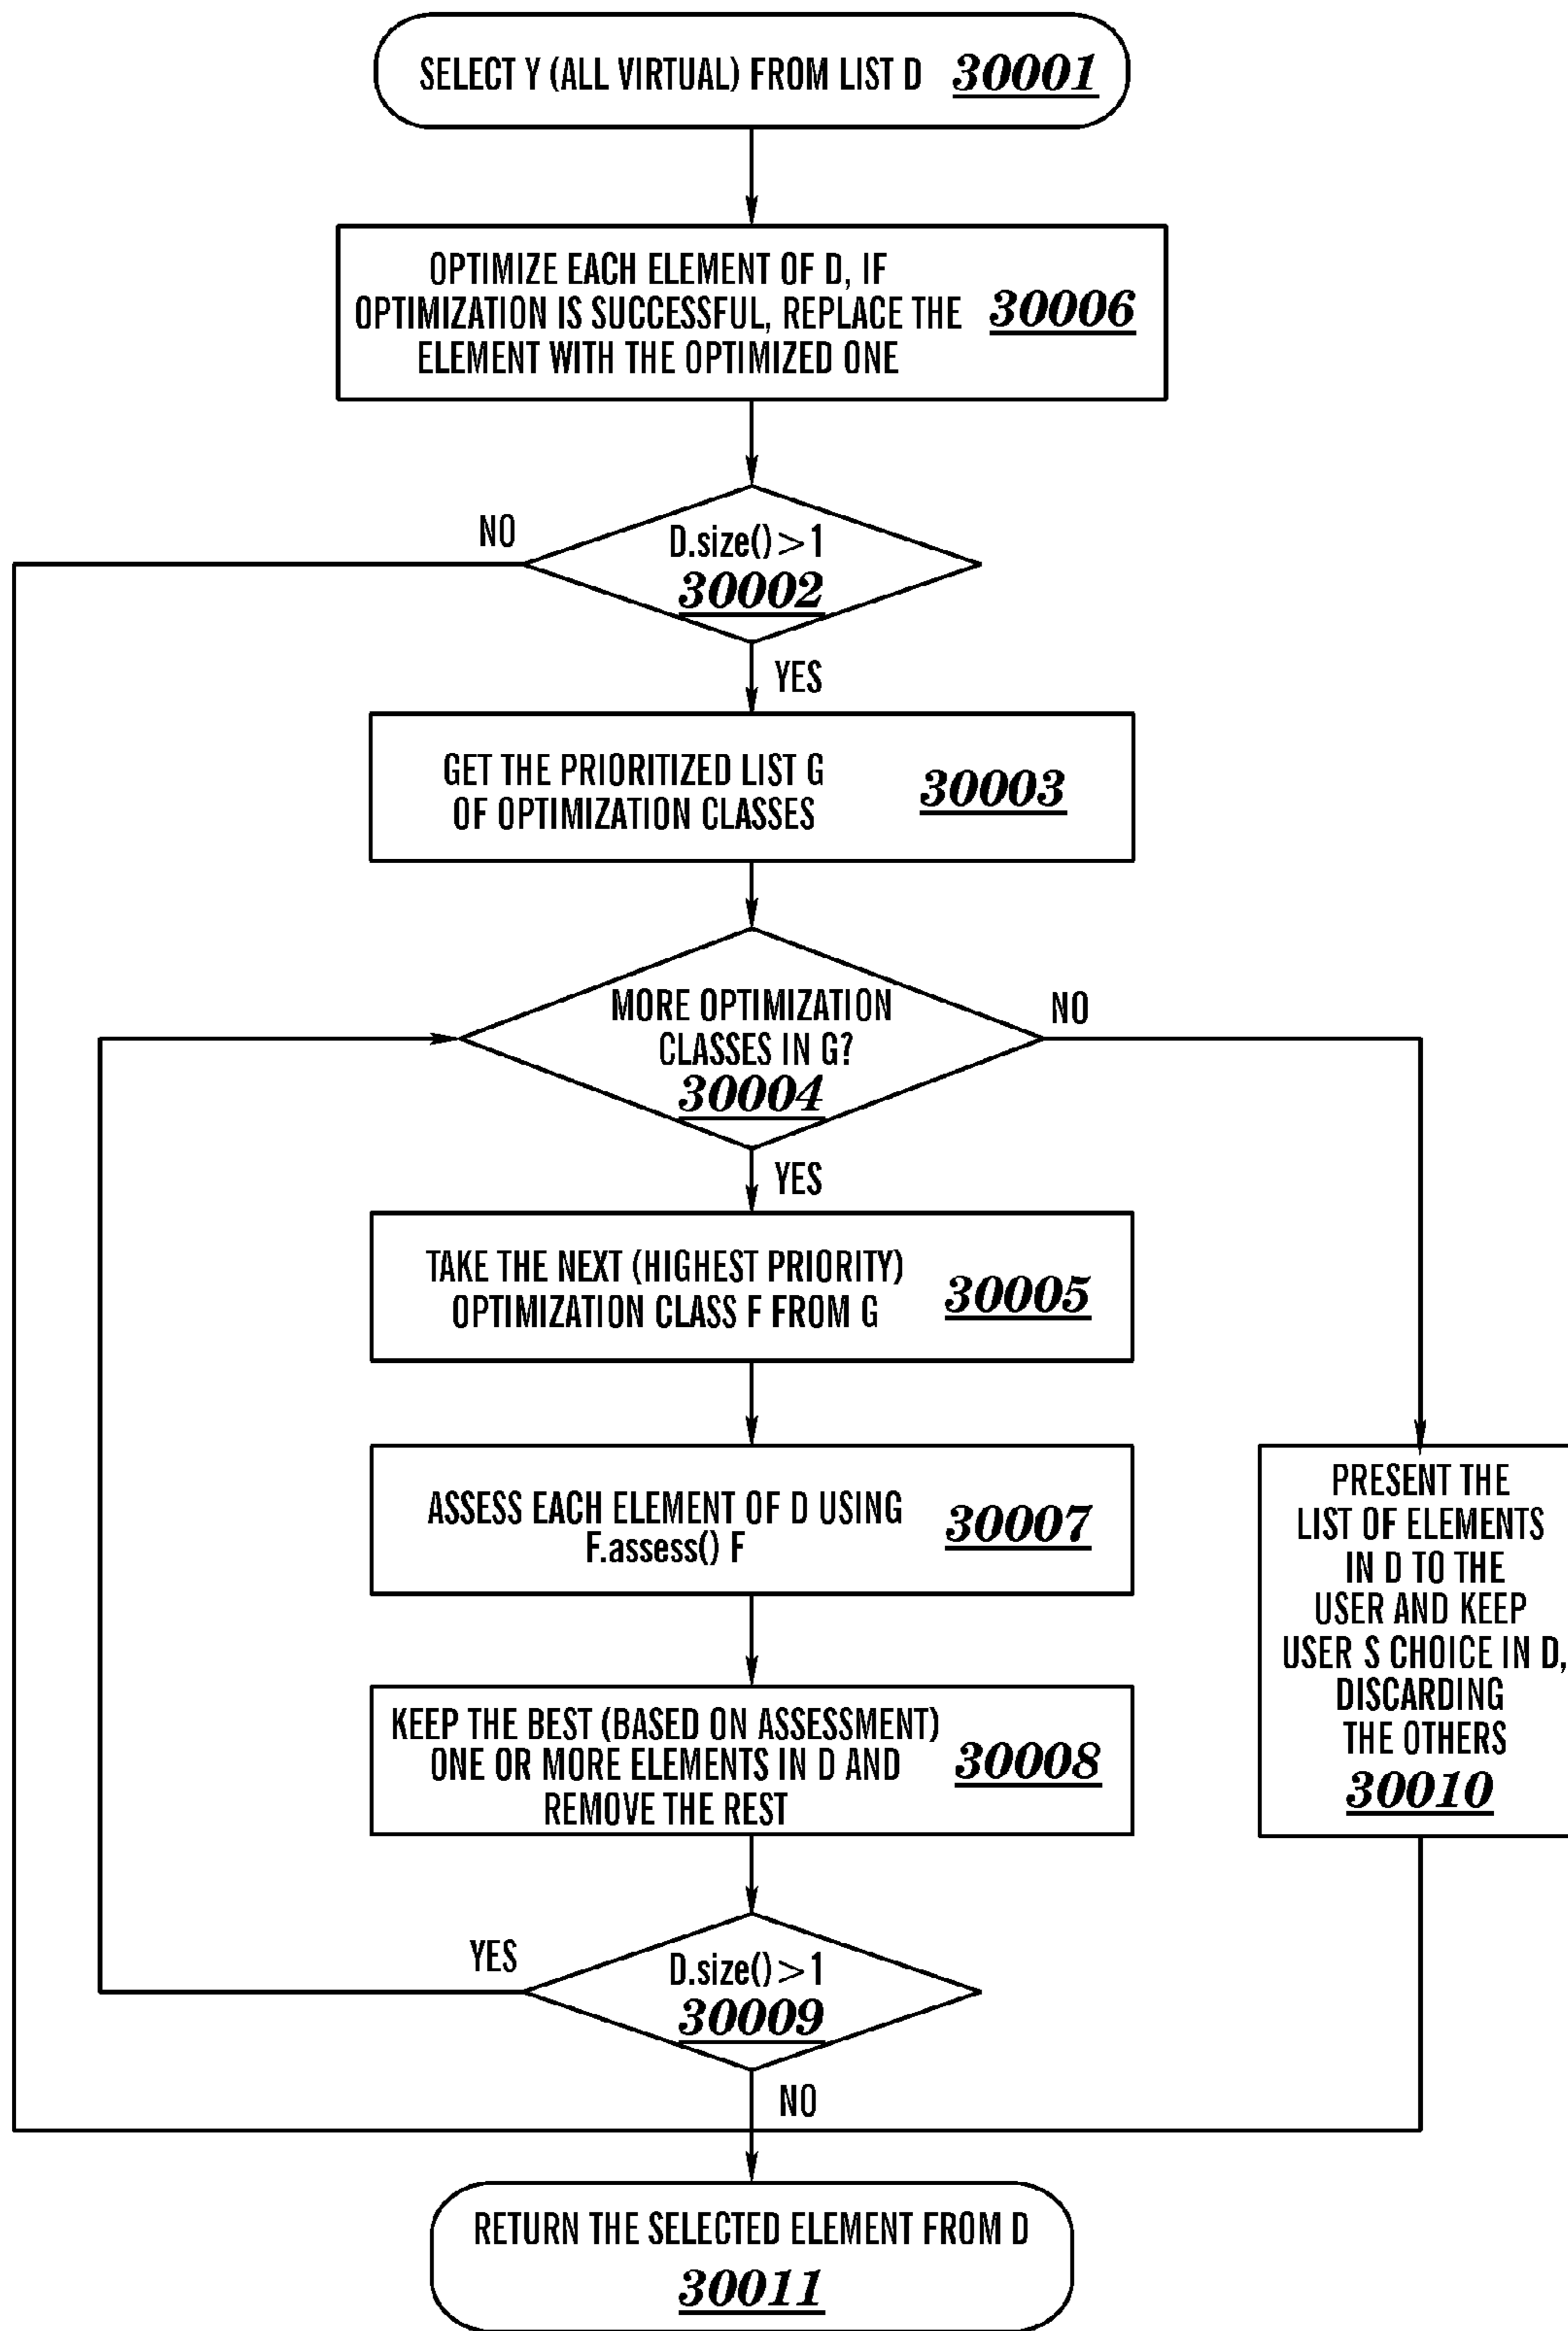 SELECT Y (ALL VIRTUAL) FROM LIST D 30001
OPTIMIZE EACH ELEMENT OF D, IF
OPTIMIZATION IS SUCCESSFUL, REPLACE THE 30006
ELEMENT WITH THE OPTIMIZED ONE
NO
D.size()>1
30002
YES
GET THE PRIORITIZED LIST G
OF OPTIMIZATION CLASSES 30003
MORE OPTIMIZATION
CLASSES IN G?
30004
NO
YES
TAKE THE NEXT (HIGHEST PRIORITY)
OPTIMIZATION CLASS F FROM G 30005
ASSESS EACH ELEMENT OF D USING
F.assess() F 30007
KEEP THE BEST (BASED ON ASSESSMENT)
ONE OR MORE ELEMENTS IN D AND 30008
REMOVE THE REST
PRESENT THE
LIST OF ELEMENTS
IN D TO THE
USER AND KEEP
USER S CHOICE IN D,
DISCARDING
THE OTHERS
30010
YES
D.size()>1
30009
NO
RETURN THE SELECTED ELEMENT FROM D
30011